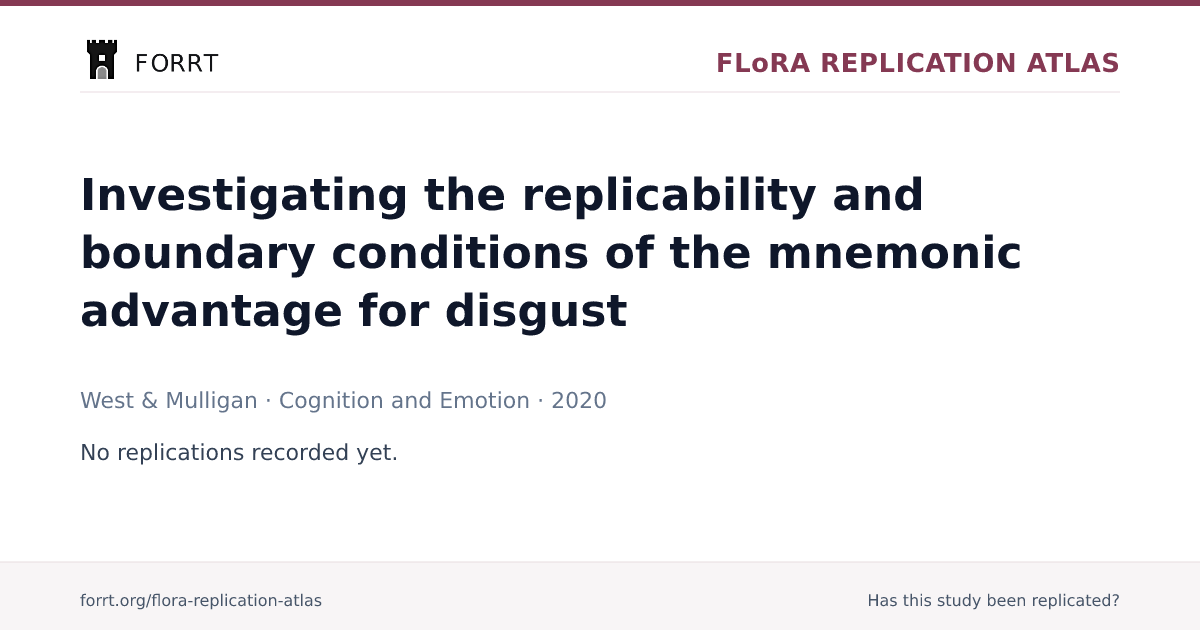 FORRT
FLoRA REPLICATION ATLAS
Investigating the replicability and
boundary conditions of the mnemonic
advantage for disgust
West & Mulligan · Cognition and Emotion · 2020
No replications recorded yet.
forrt.org/flora-replication-atlas
Has this study been replicated?